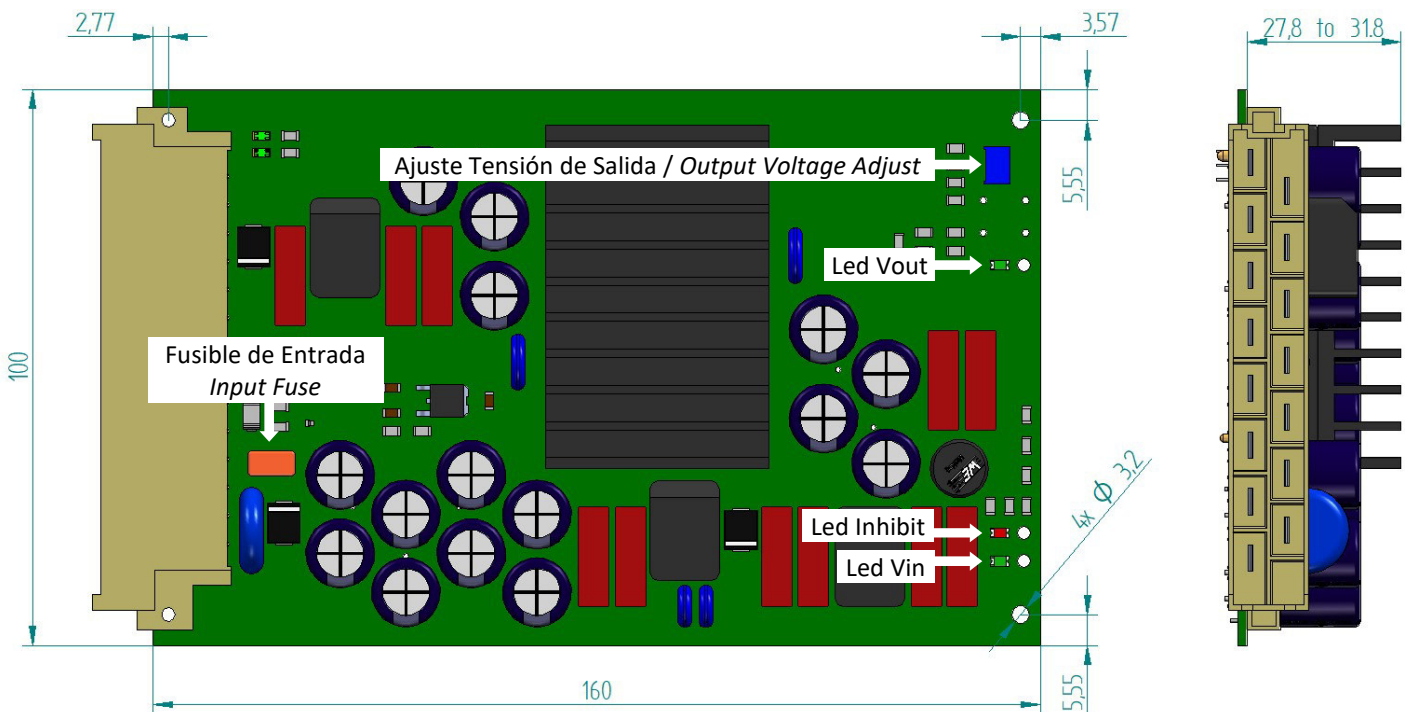 2,77
3,57
27,8 to 31.8
Ajuste Tensión de Salida / Output Voltage Adjust
5,55
Led Vout
Fusible de Entrada
Input Fuse
100
4x ϕ 3,2
Led Inhibit
Led Vin
160
5,55